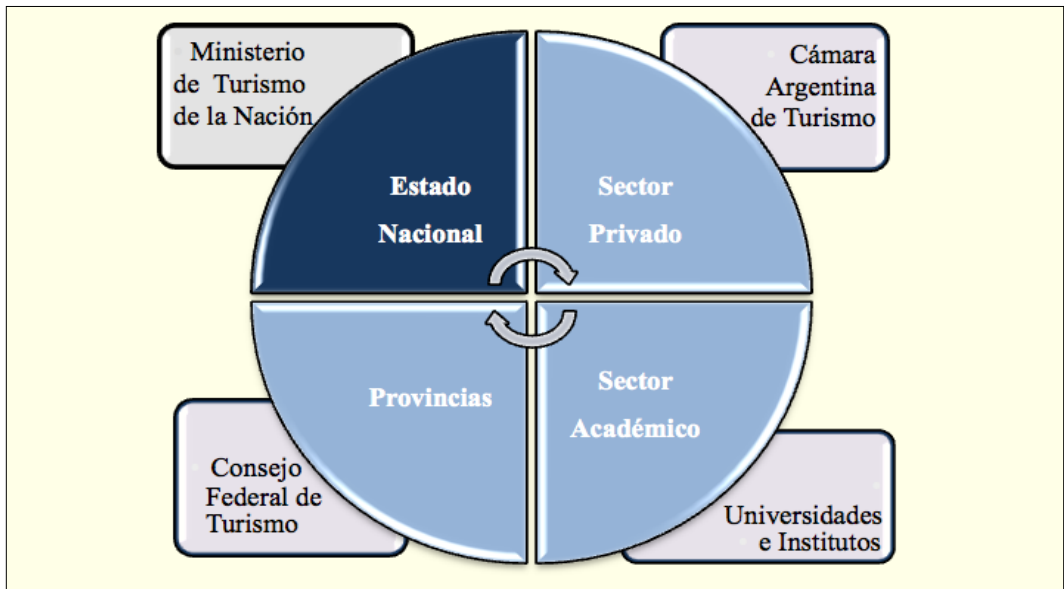 Ministerio
de Turismo
de la Nación
Cámara
Argentina
de Turismo
Estado
Nacional
Sector
Privado
Provincias
Sector
Académico
Consejo
Federal de
Turismo
Universidades
e Institutos